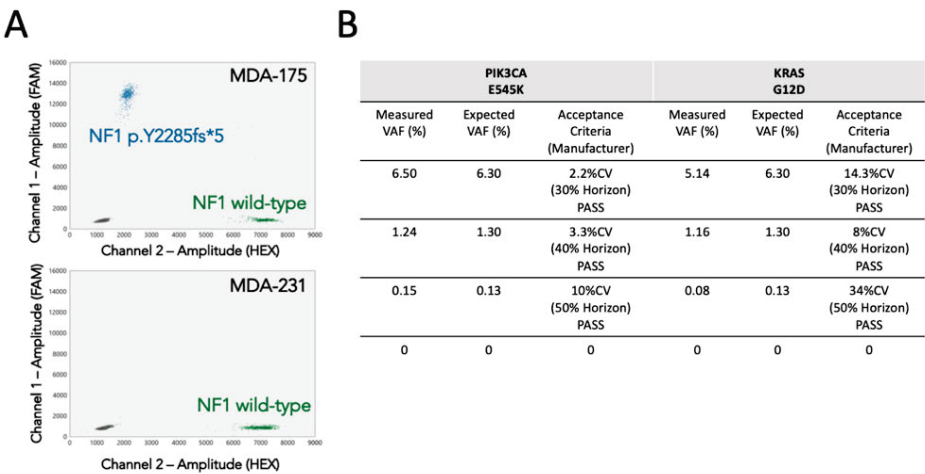 A
MDA-175
NF1 p.Y2285fs*5
NF1 wild-type
Channel 1 – Amplitude (FAM)
16000
14000
12000
10000
8000
6000
4000
2000
0
0 1000 2000 3000 4000 5000 6000 7000 8000 9000
Channel 2 – Amplitude (HEX)
MDA-231
NF1 wild-type
Channel 1 – Amplitude (FAM)
16000
14000
12000
10000
8000
6000
4000
2000
0
0 1000 2000 3000 4000 5000 6000 7000 8000 9000
Channel 2 – Amplitude (HEX)
B
PIK3CA KRAS
E545K G12D
Measured Expected Acceptance Measured Expected Acceptance
VAF (%) VAF (%) Criteria VAF (%) VAF (%) Criteria
(Manufacturer) (Manufacturer)
6.50 6.30 2.2%CV 5.14 6.30 14.3%CV
(30% Horizon) (30% Horizon)
PASS PASS
1.24 1.30 3.3%CV 1.16 1.30 8%CV
(40% Horizon) (40% Horizon)
PASS PASS
0.15 0.13 10%CV 0.08 0.13 34%CV
(50% Horizon) (50% Horizon)
PASS PASS
0 0 0 0 0 0